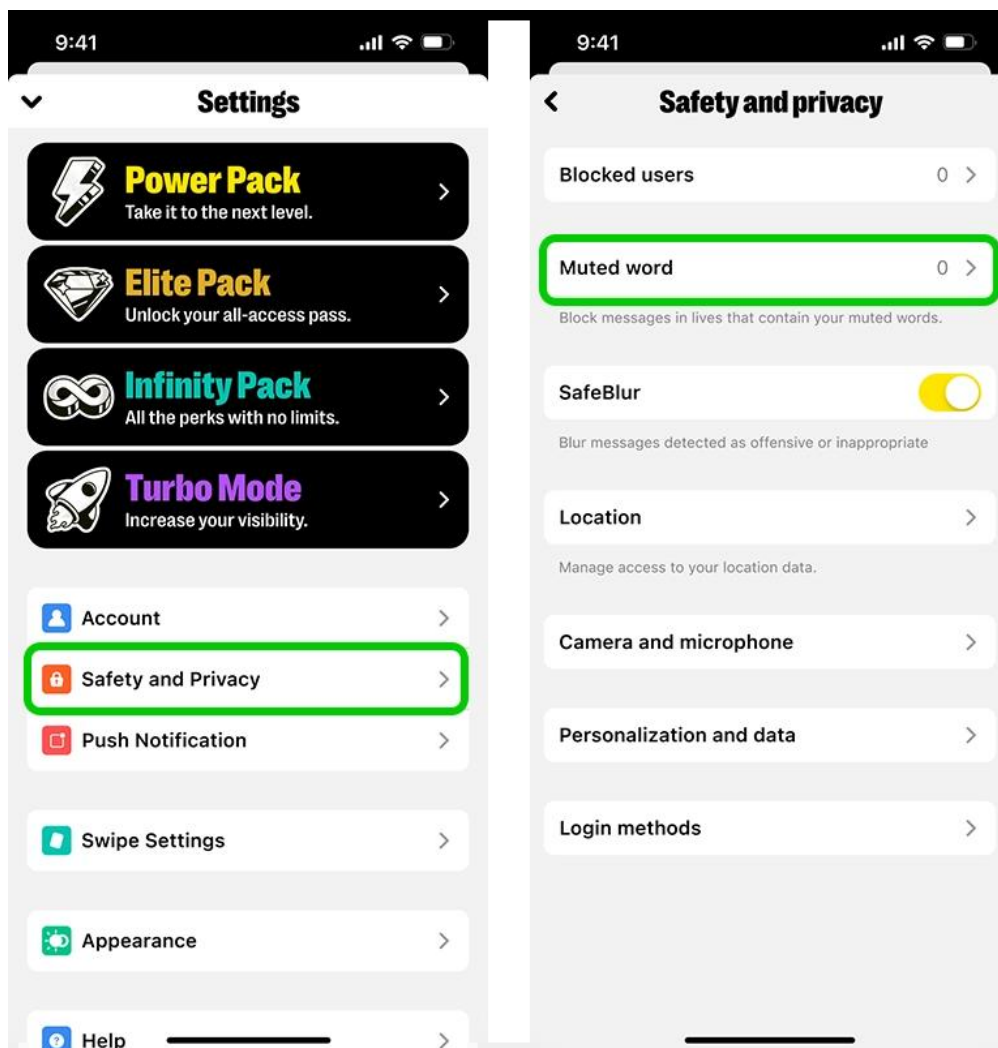 9:41
Settings
Power Pack
Take it to the next level.
Elite Pack
Unlock your all-access pass.
Infinity Pack
All the perks with no limits.
Turbo Mode
Increase your visibility.
Account
Safety and Privacy
Push Notification
Swipe Settings
Appearance
Help
9:41
Safety and privacy
Blocked users 0
Muted word 0
Block messages in lives that contain your muted words.
SafeBlur
Blur messages detected as offensive or inappropriate
Location
Manage access to your location data.
Camera and microphone
Personalization and data
Login methods